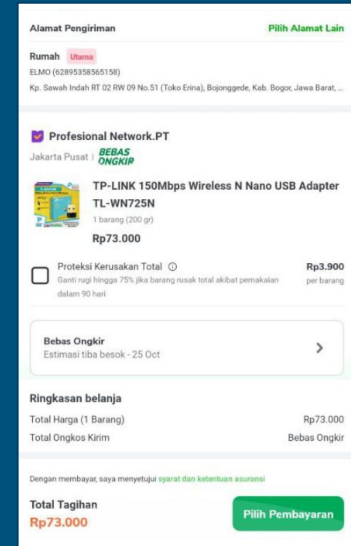 Alamat Pengiriman
Pilih Alamat Lain
Rumah Utama
ELMO (62895358565158)
Kp. Sawah Indah RT 02 RW 09 No.51 (Toko Erina), Bojonggede, Kab. Bogor, Jawa Barat, ...
Profesional Network.PT
Jakarta Pusat | BEBAS ONGKIR
TP-LINK 150Mbps Wireless N Nano USB Adapter
TL-WN725N
1 barang (200 gr)
Rp73.000
Proteksi Kerusakan Total
Rp3.900
Ganti rugi hingga 75% jika barang rusak total akibat pemakaian
per barang
dalam 90 hari
Bebas Ongkir
Estimasi tiba besok - 25 Oct
Ringkasan belanja
Total Harga (1 Barang)
Rp73.000
Total Ongkos Kirim
Bebas Ongkir
Dengan membayar, saya menyetujui syarat dan ketentuan asuransi
Total Tagihan
Rp73.000
Pilih Pembayaran